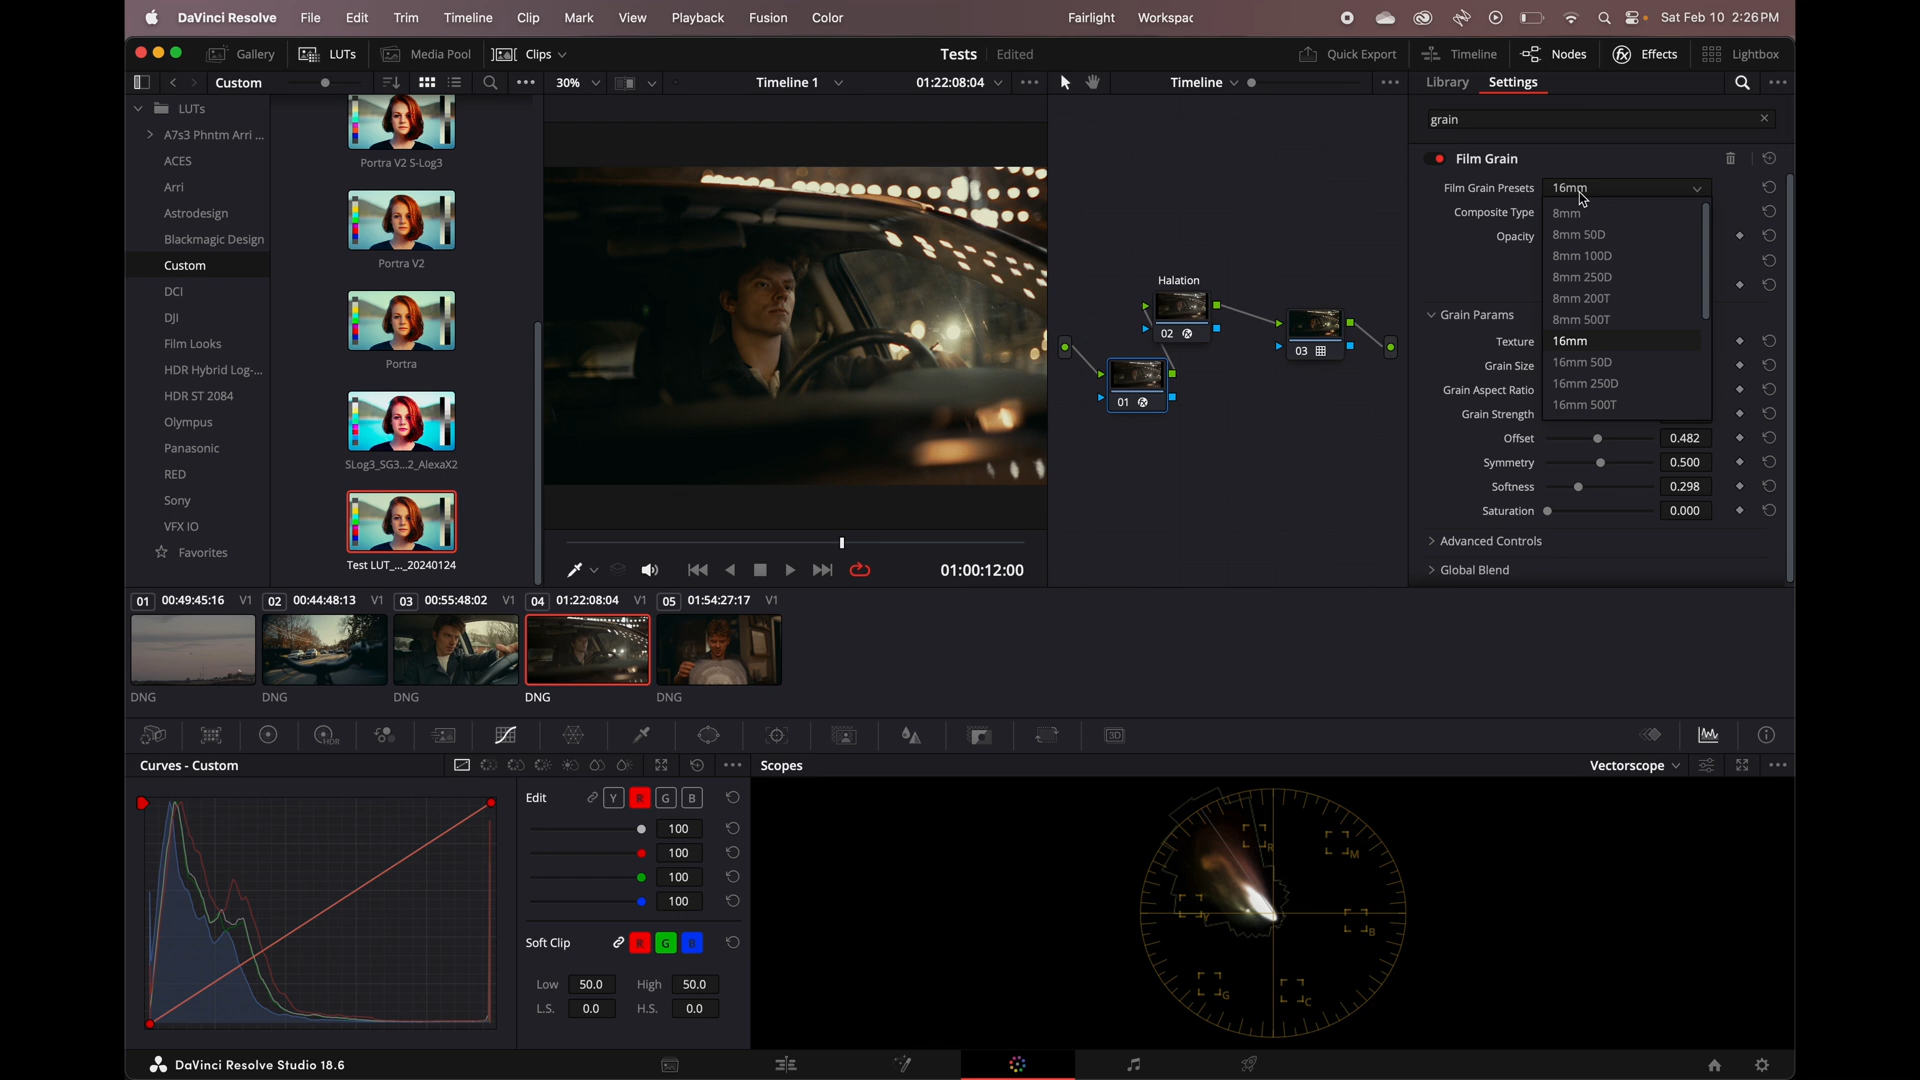 DaVinci Resolve File Edit Trim Timeline Clip Mark View Playback Fusion Color Fairlight Workspac Sat Feb 10 2:26 PM
Gallery LUTs Media Pool Clips Tests Edited Quick Export Timeline Nodes Effects Lightbox
Custom 30% Timeline 1 01:22:08:04 Timeline Library Settings
LUTs
A7s3 Phntm Arri ...
ACES
Arri
Astrodesign
Blackmagic Design
Custom
DCI
DJI
Film Looks
HDR Hybrid Log-...
HDR ST 2084
Olympus
Panasonic
RED
Sony
VFX IO
Favorites
Portra V2 S-Log3
Portra V2
Portra
SLog3_SG3...2_AlexaX2
Test LUT_..._20240124
01:00:12:00
Halation
02
03
01
grain
Film Grain
Film Grain Presets 16mm
Composite Type
Opacity
8mm
8mm 50D
8mm 100D
8mm 250D
8mm 200T
8mm 500T
16mm
16mm 50D
16mm 250D
16mm 500T
Grain Params
Texture
Grain Size
Grain Aspect Ratio
Grain Strength
Offset 0.482
Symmetry 0.500
Softness 0.298
Saturation 0.000
Advanced Controls
Global Blend
01 00:49:45:16 V1 02 00:44:48:13 V1 03 00:55:48:02 V1 04 01:22:08:04 V1 05 01:54:27:17 V1
DNG DNG DNG DNG DNG
HDR 3D
Curves - Custom Scopes Vectorscope
Edit Y R G B
100
100
100
100
Soft Clip R G B
Low 50.0 High 50.0
L.S. 0.0 H.S. 0.0
R
M
Y
B
G
C
DaVinci Resolve Studio 18.6